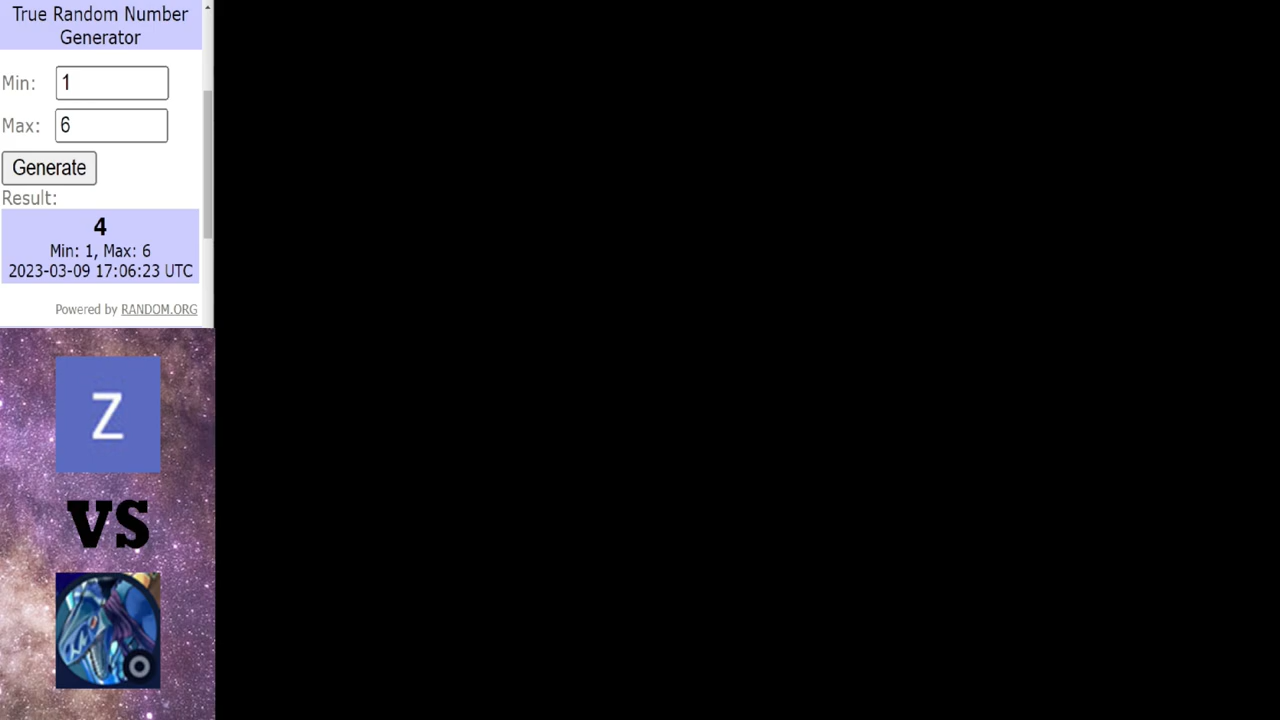 True Random Number
Generator
Min: 1
Max: 6
Generate
Result:
4
Min: 1, Max: 6
2023-03-09 17:06:23 UTC
Powered by RANDOM.ORG
Z
VS